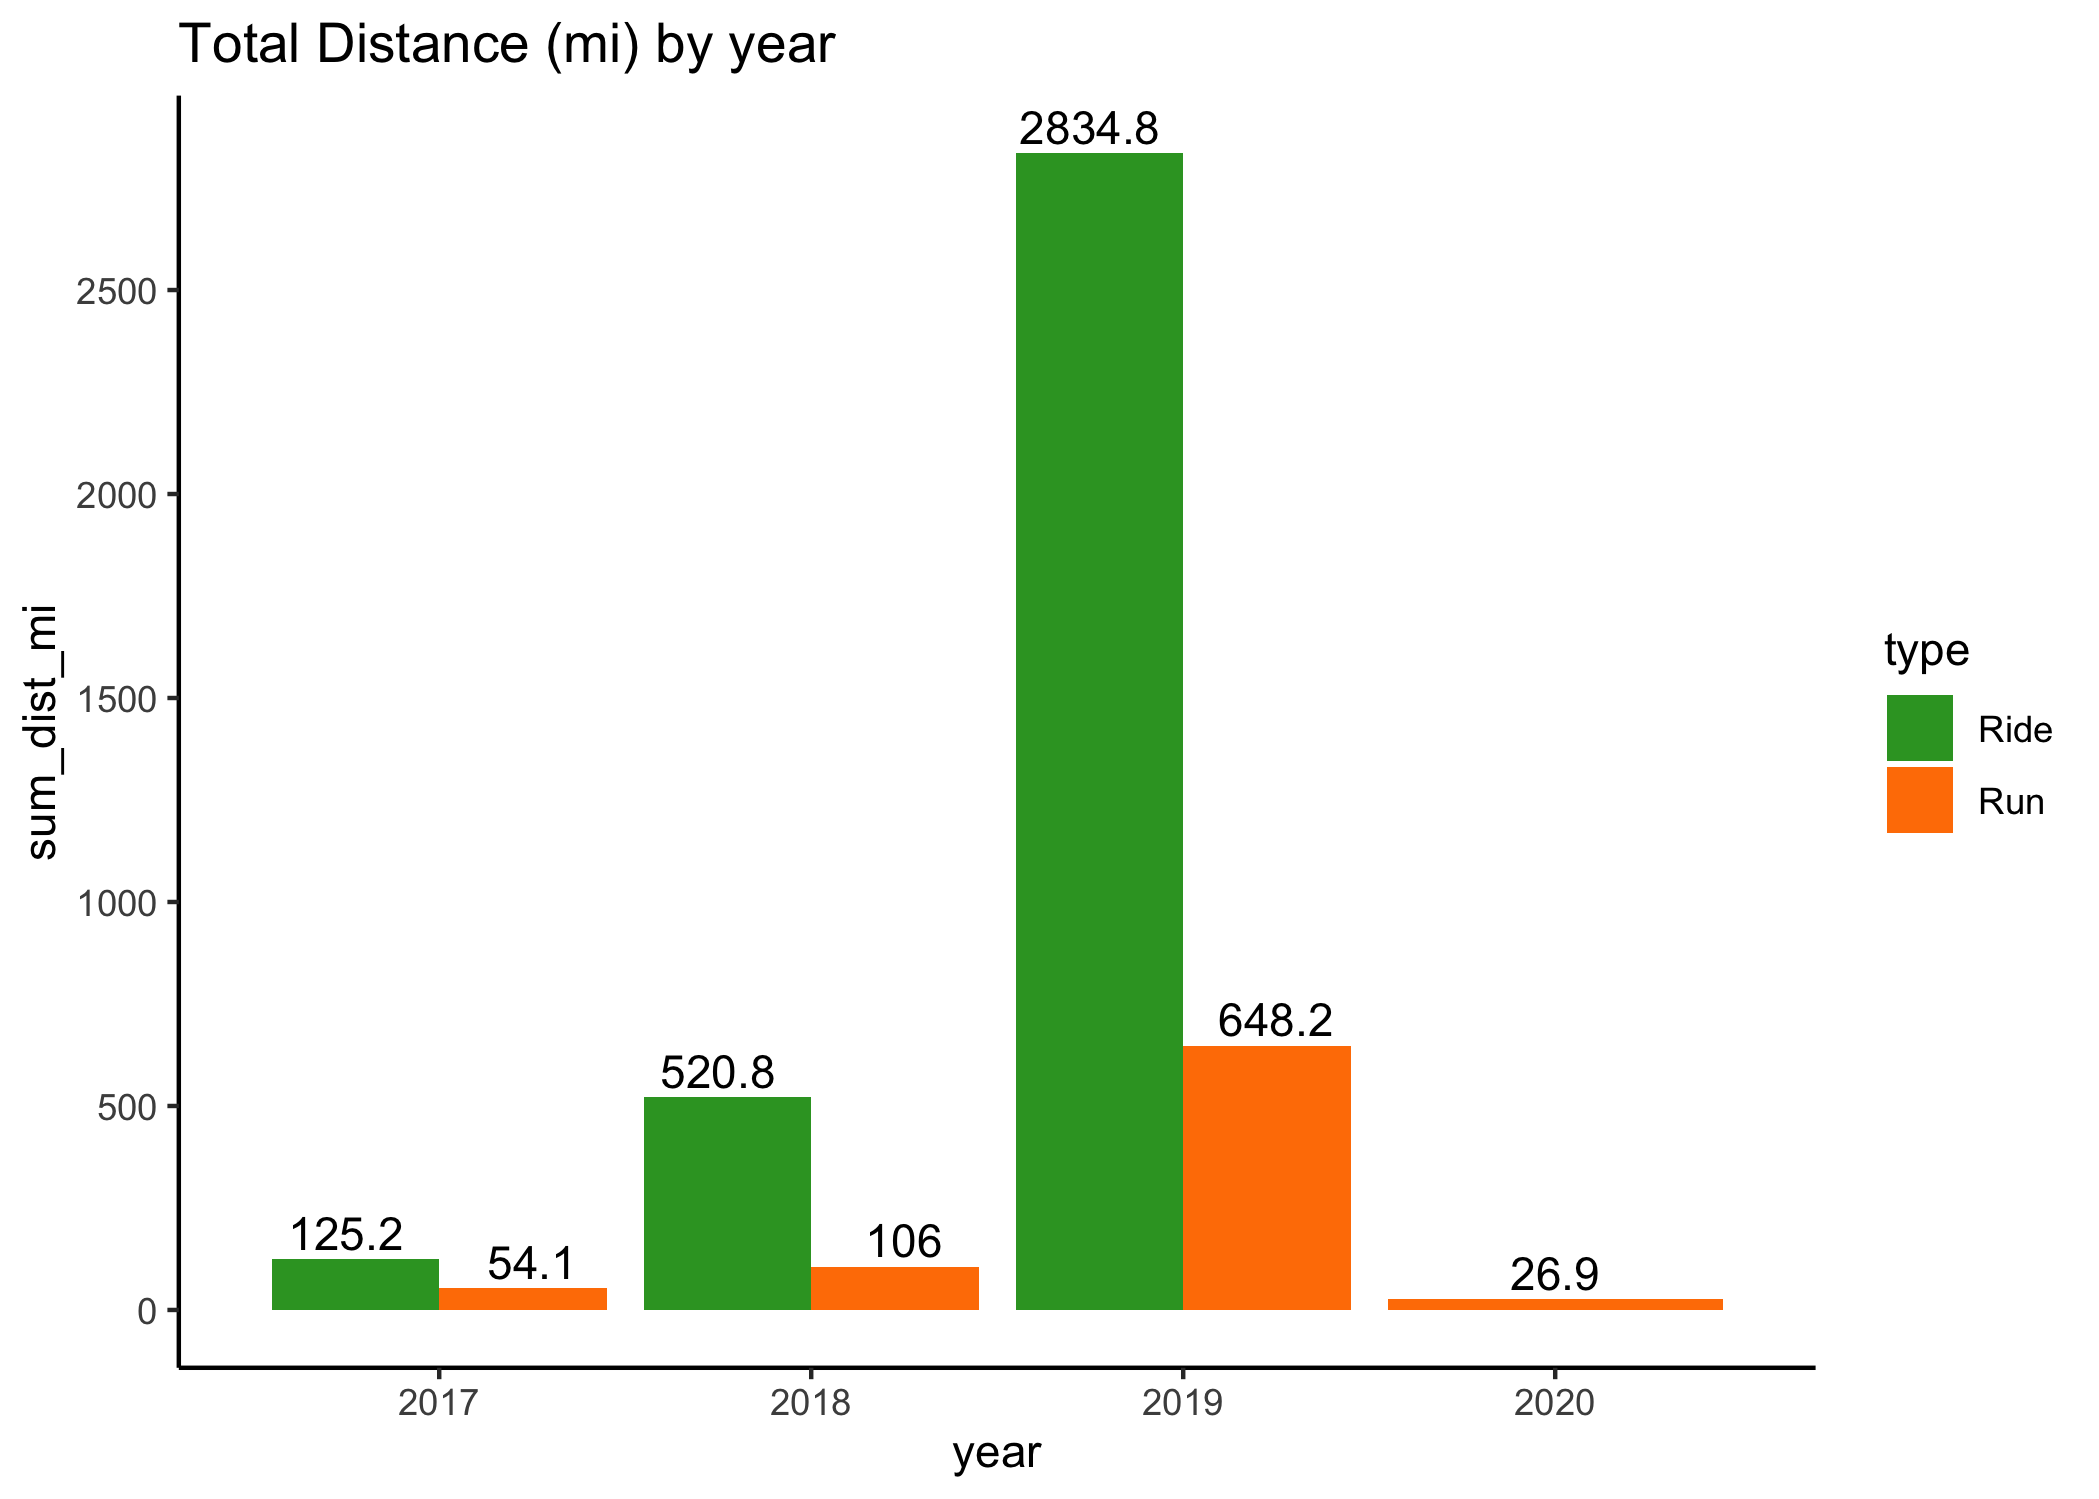 Total Distance (mi) by year
sum_dist_mi
2500
2000
1500
1000
500
0
125.2
54.1
520.8
106
2834.8
648.2
26.9
2017
2018
2019
2020
year
type
Ride
Run